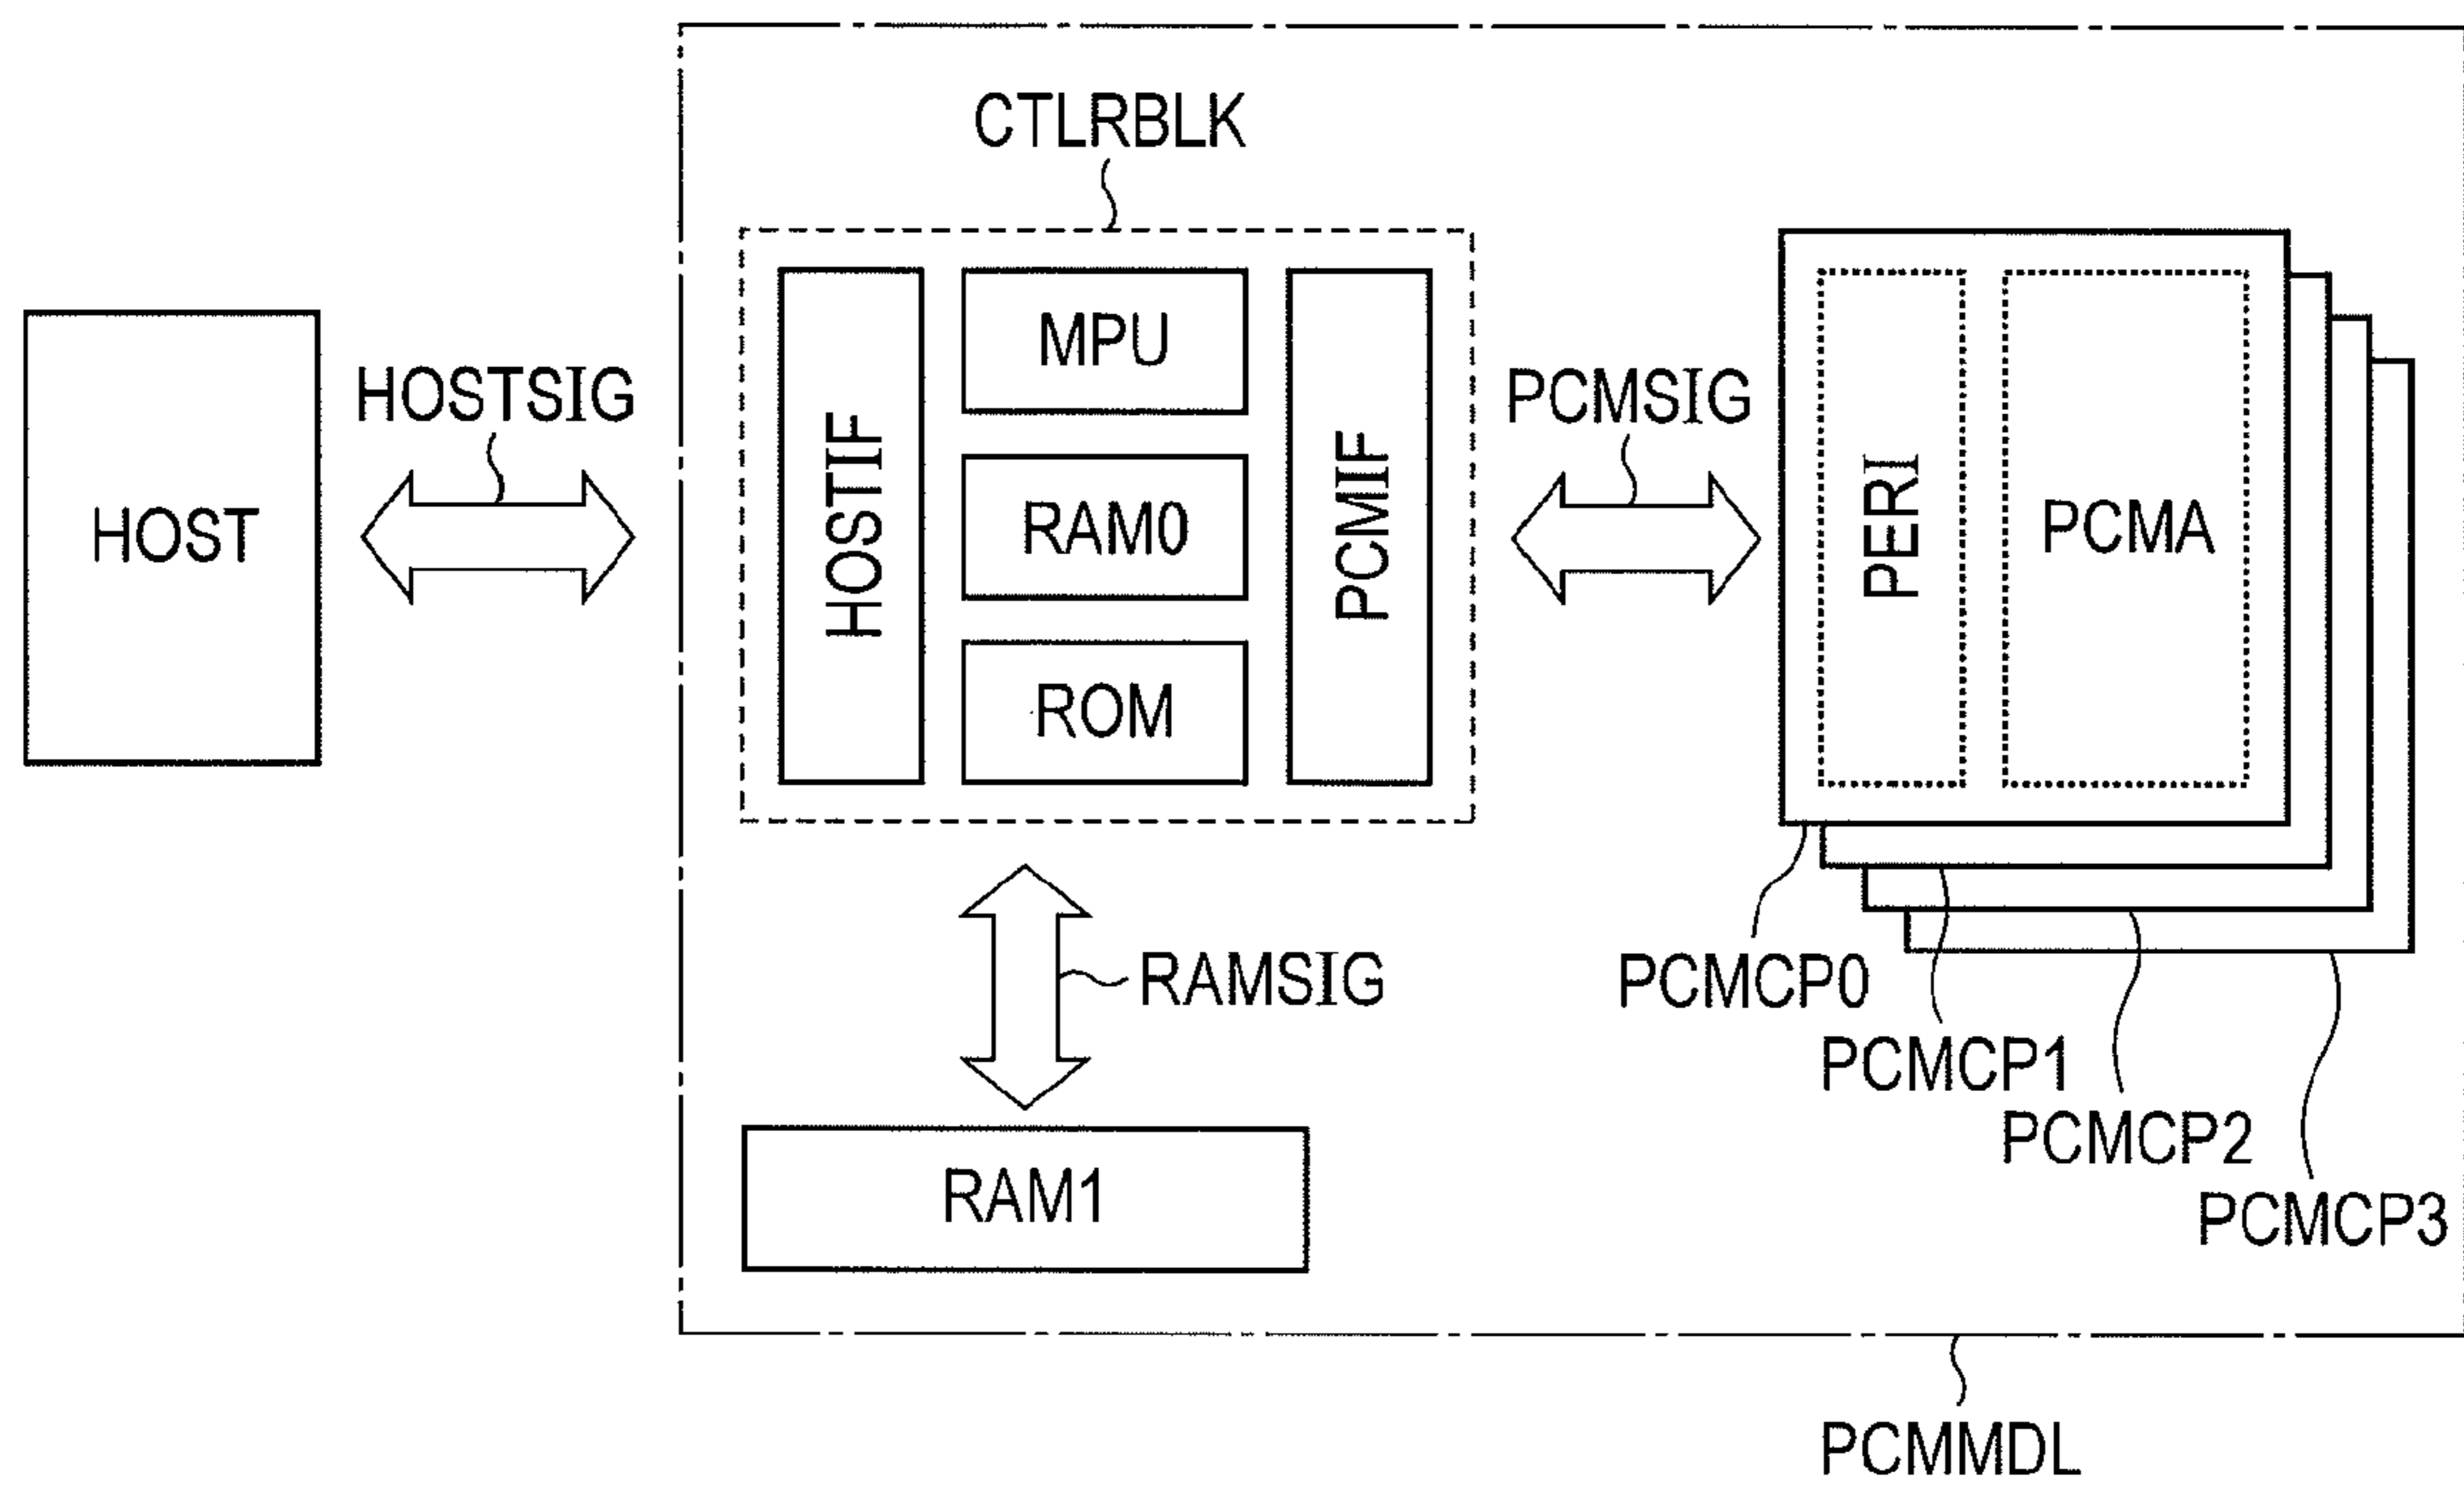 CTLRBLK
HOST
HOSTSIG
HOSTIF
MPU
RAM0
ROM
PCMIF
PCMSIG
PERI
PCMA
RAMSIG
RAM1
PCMCP0
PCMCP1
PCMCP2
PCMCP3
PCMMDL